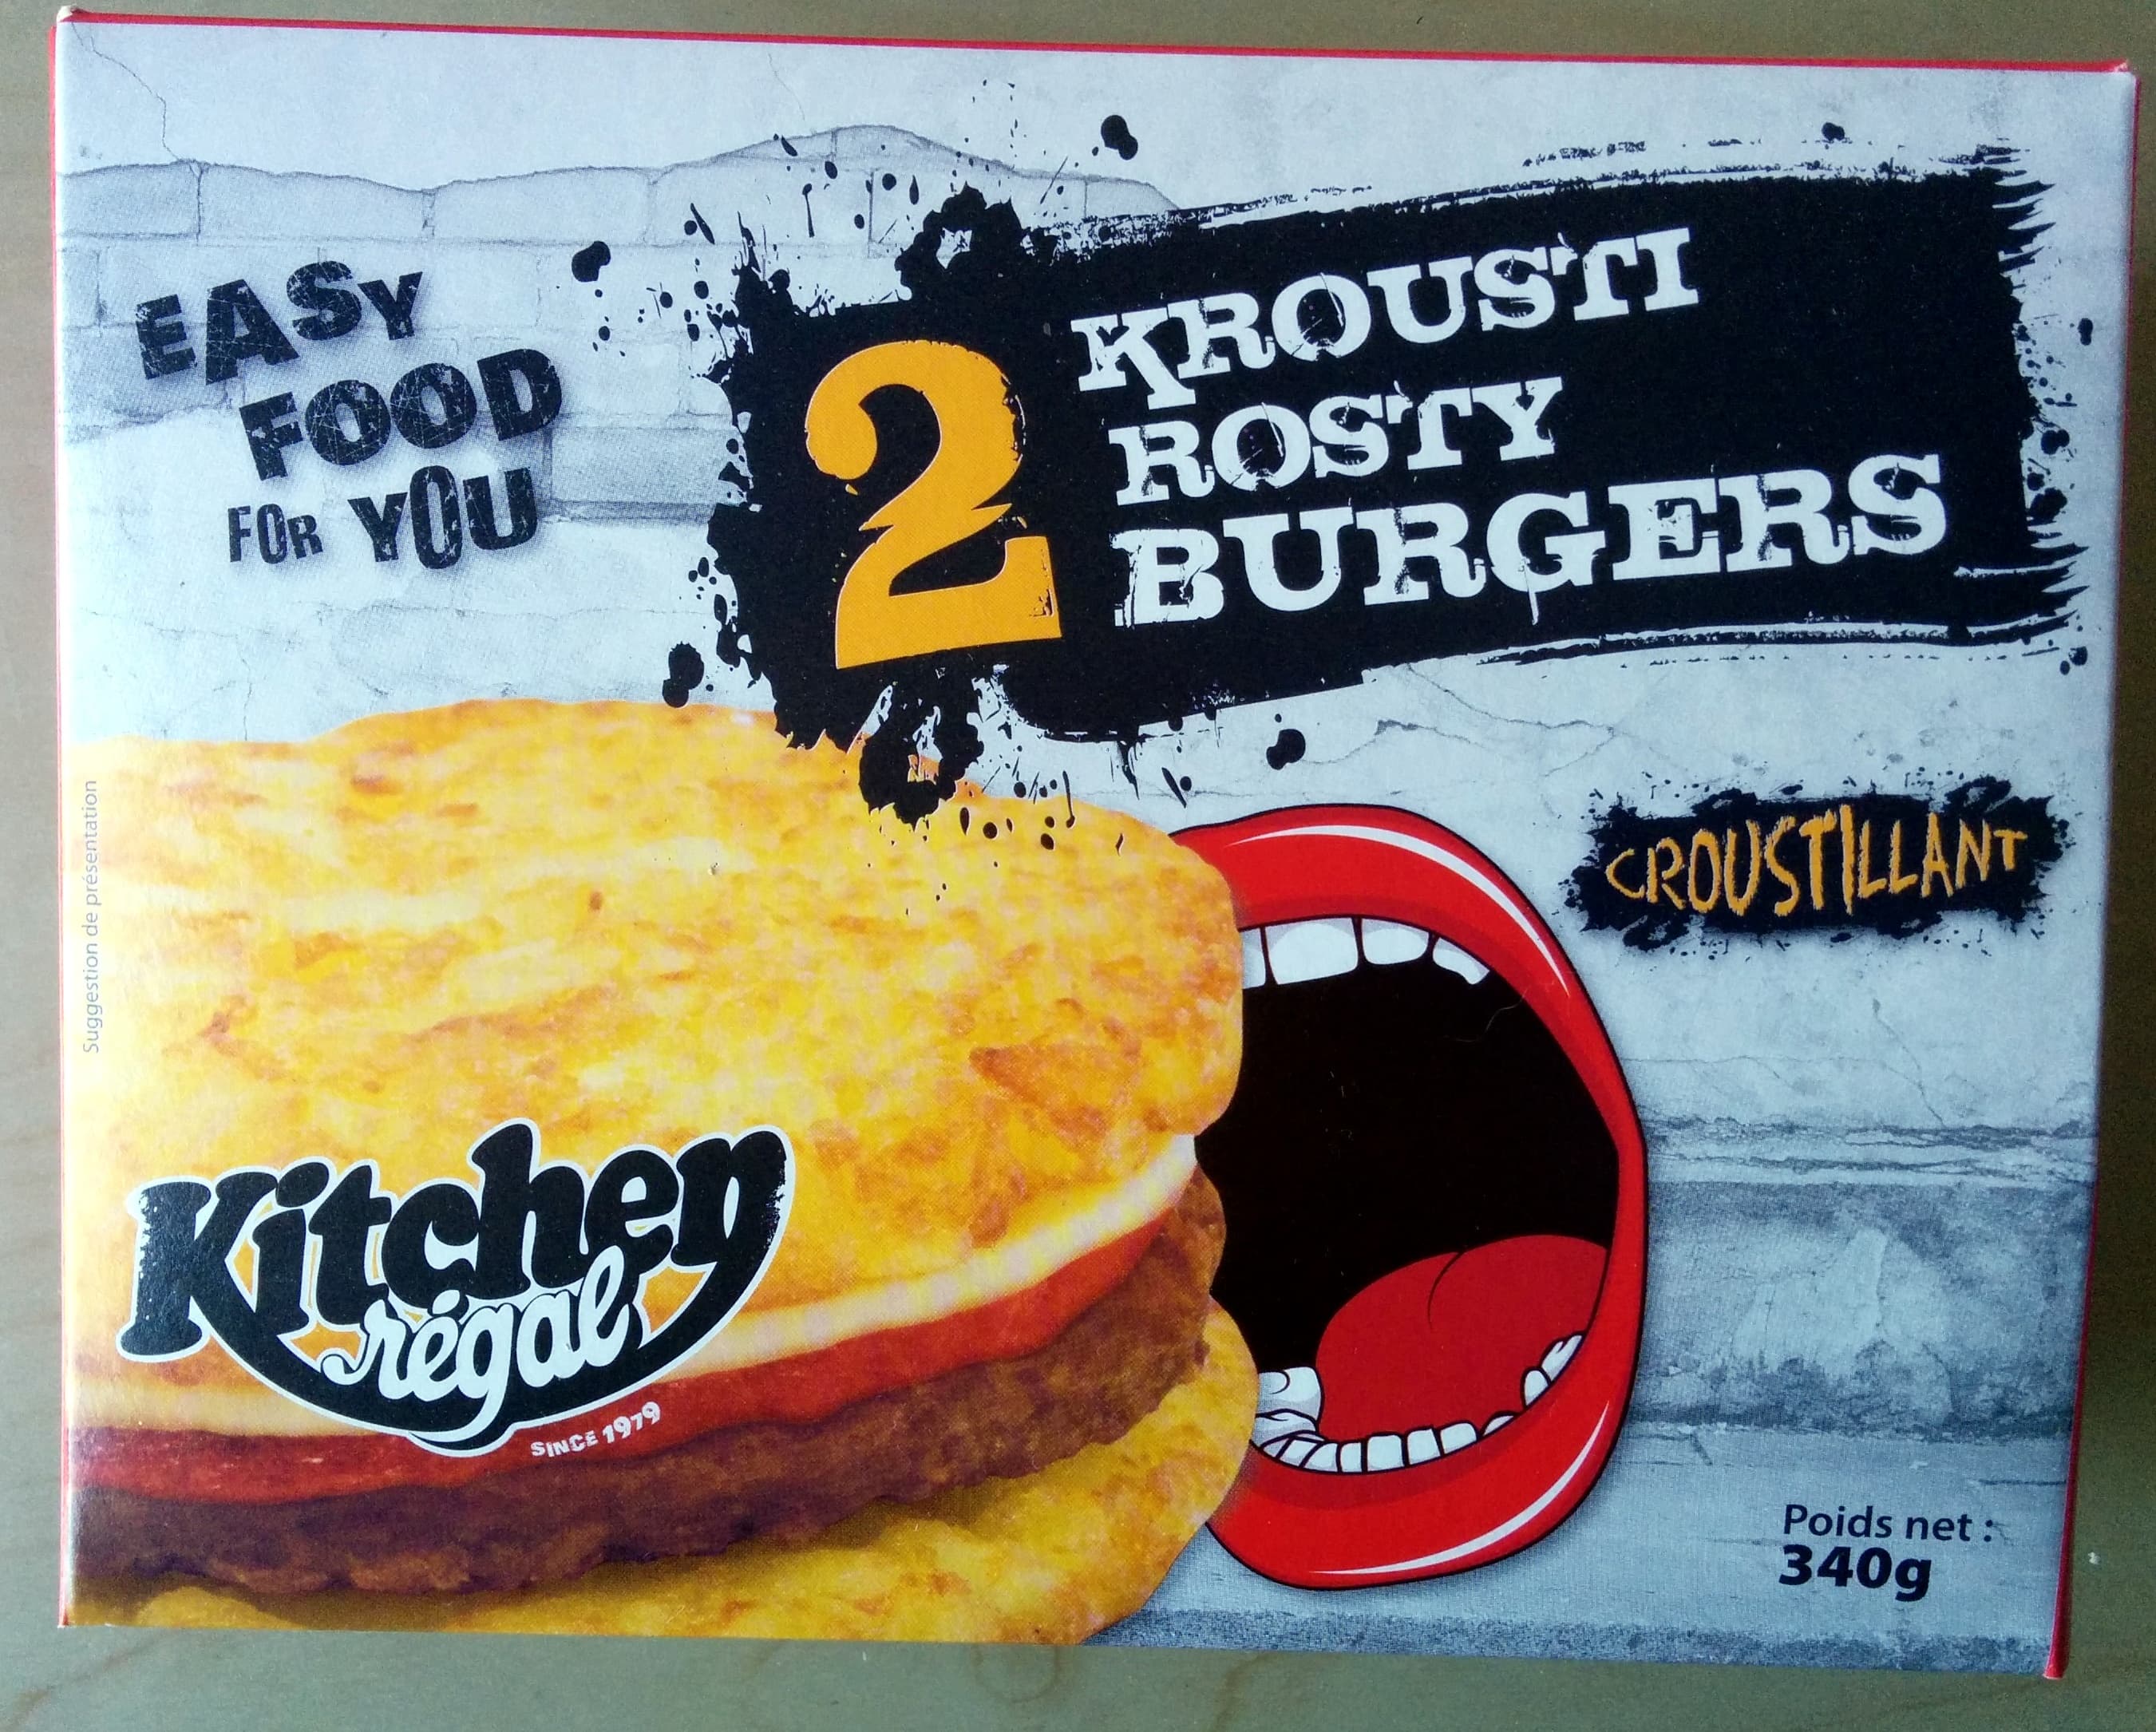 EASY
FOOD
FOR YOU
2
KROUSTI
ROSTY
BURGERS
CROUSTILLANT
Suggestion de présentation
Kitchen
régal
SINCE 1979
Poids net :
340g